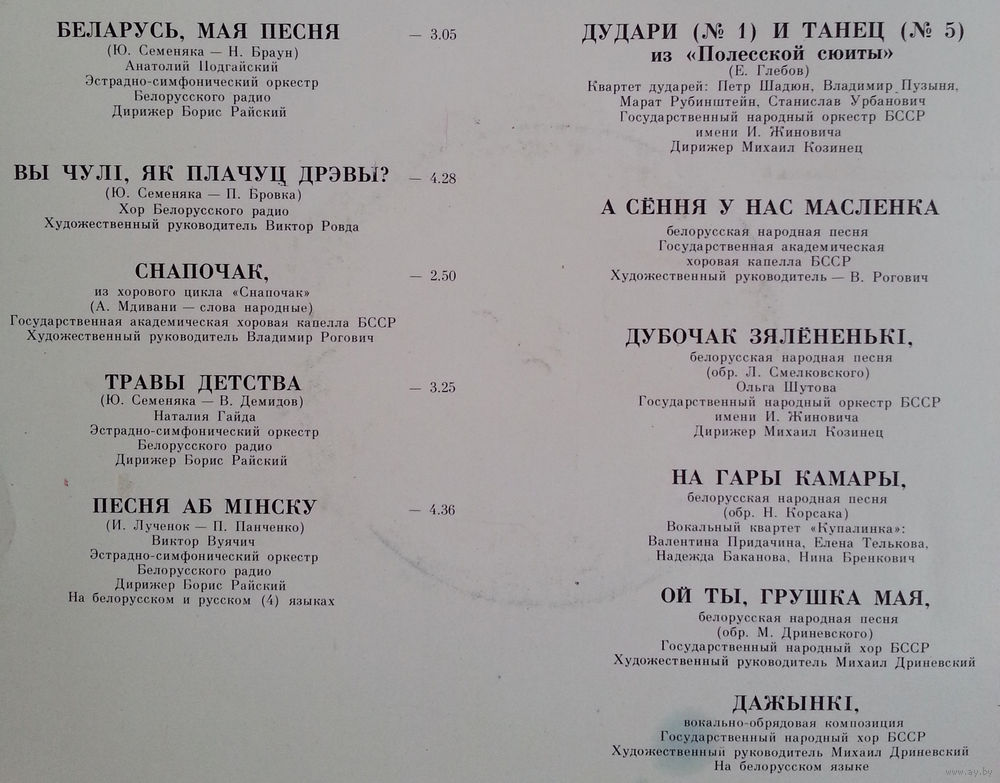 БЕЛАРУСЬ, МАЯ ПЕСНЯ — 3.05
(Ю. Семеняка — Н. Браун)
Анатолий Подгайский
Эстрадно-симфонический оркестр
Белорусского радио
Дирижер Борис Райский
ВЫ ЧУЛІ, ЯК ПЛАЧУЦ ДРЭВЫ? — 4.28
(Ю. Семеняка — П. Бровка)
Хор Белорусского радио
Художественный руководитель Виктор Ровда
СНАПОЧАК, — 2.50
из хорового цикла «Снапочак»
(А. Мдивани — слова народные)
Государственная академическая хоровая капелла БССР
Художественный руководитель Владимир Рогович
ТРАВЫ ДЕТСТВА — 3.25
(Ю. Семеняка — В. Демидов)
Наталия Гайда
Эстрадно-симфонический оркестр
Белорусского радио
Дирижер Борис Райский
ПЕСНЯ АБ МІНСКУ — 4.36
(И. Лученок — П. Панченко)
Виктор Вуячич
Эстрадно-симфонический оркестр
Белорусского радио
Дирижер Борис Райский
На белорусском и русском (4) языках
ДУДАРИ (№ 1) И ТАНЕЦ (№ 5)
из «Полесской сюиты»
(Е. Глебов)
Квартет дударей: Петр Шадюн, Владимир Пузыня,
Марат Рубинштейн, Станислав Урбанович
Государственный народный оркестр БССР
имени И. Жиновича
Дирижер Михаил Козинец
А СЁННЯ У НАС МАСЛЕНКА
белорусская народная песня
Государственная академическая
хоровая капелла БССР
Художественный руководитель — В. Рогович
ДУБОЧАК ЗЯЛЁНЕНЬКІ,
белорусская народная песня
(обр. Л. Смелковского)
Ольга Шутова
Государственный народный оркестр БССР
имени И. Жиновича
Дирижер Михаил Козинец
НА ГАРЫ КАМАРЫ,
белорусская народная песня
(обр. Н. Корсака)
Вокальный квартет «Купалинка»:
Валентина Придачина, Елена Телькова,
Надежда Баканова, Нина Бренкович
ОЙ ТЫ, ГРУШКА МАЯ,
белорусская народная песня
(обр. М. Дриневского)
Государственный народный хор БССР
Художественный руководитель Михаил Дриневский
ДАЖЫНКІ,
вокально-обрядовая композиция
Государственный народный хор БССР
Художественный руководитель Михаил Дриневский
На белорусском языке
www.ay.by